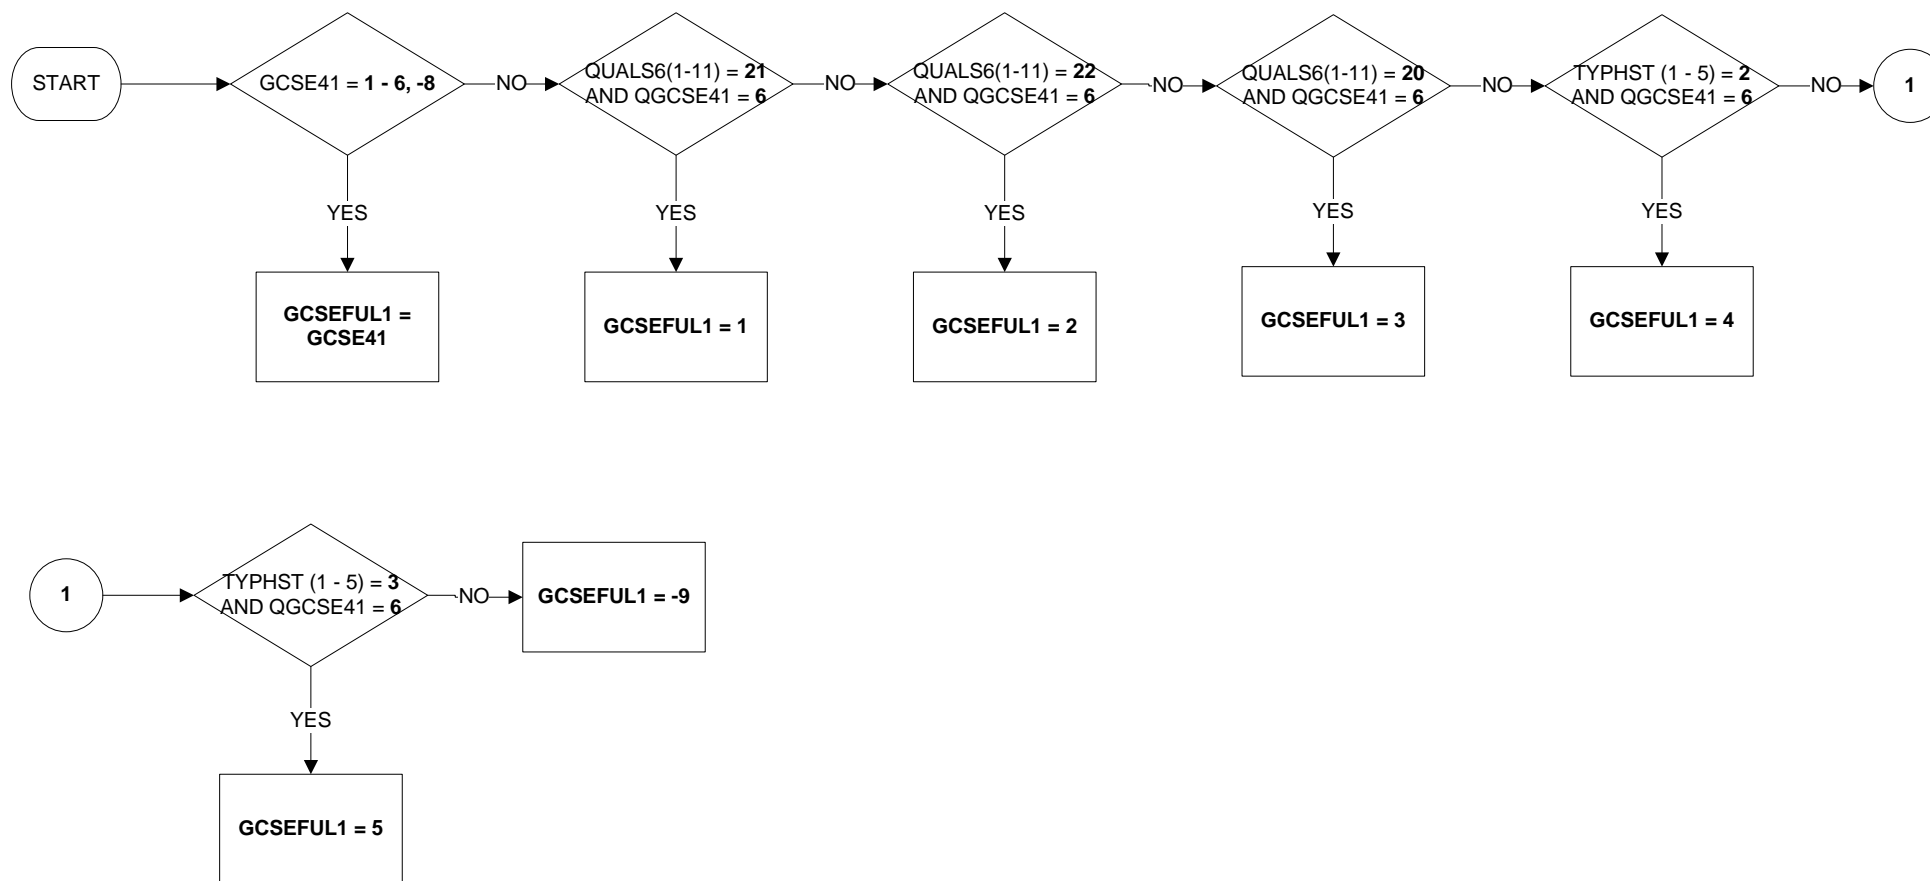 START
GCSE41 = 1 - 6, -8
NO
QUALS6(1-11) = 21
AND QGCSE41 = 6
NO
QUALS6(1-11) = 22
AND QGCSE41 = 6
NO
QUALS6(1-11) = 20
AND QGCSE41 = 6
NO
TYPHST (1 - 5) = 2
AND QGCSE41 = 6
NO
1
YES
YES
YES
YES
YES
GCSEFUL1 =
GCSE41
GCSEFUL1 = 1
GCSEFUL1 = 2
GCSEFUL1 = 3
GCSEFUL1 = 4
1
TYPHST (1 - 5) = 3
AND QGCSE41 = 6
NO
GCSEFUL1 = -9
YES
GCSEFUL1 = 5